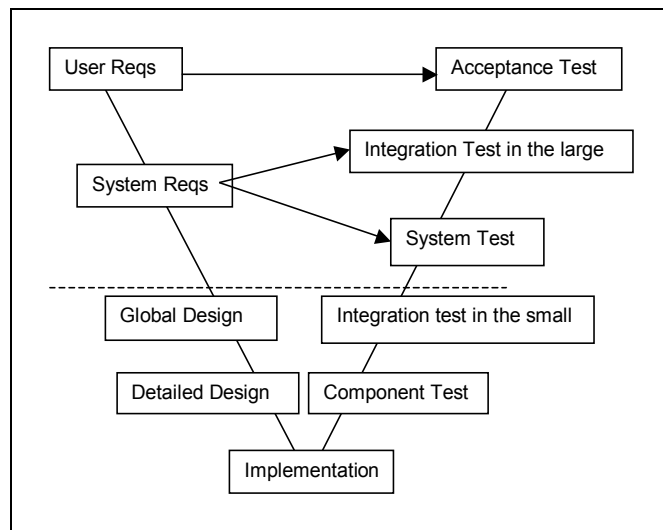 User Reqs
Acceptance Test
Integration Test in the large
System Reqs
System Test
Global Design
Integration test in the small
Detailed Design
Component Test
Implementation